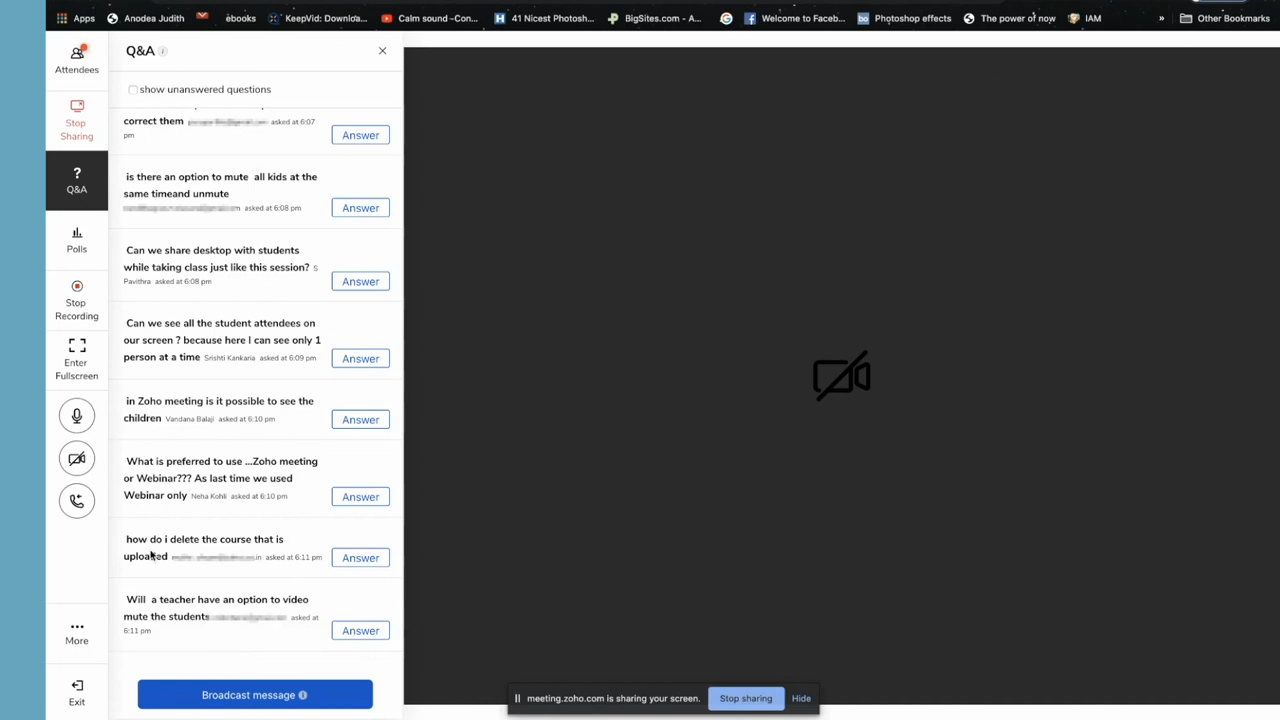 Apps Anodea Judith ebooks KeepVid: Downloa... Calm sound -Con... 41 Nicest Photosh... BigSites.com - A... Welcome to Faceb... Photoshop effects The power of now IAM » Other Bookmarks
Attendees
Stop
Sharing
?
Q&A
Polls
Stop
Recording
Enter
Fullscreen
More
Exit
Q&A
show unanswered questions
correct them asked at 6:07
pm
Answer
is there an option to mute all kids at the
same timeand unmute
asked at 6:08 pm
Answer
Can we share desktop with students
while taking class just like this session? S
Pavithra asked at 6:08 pm
Answer
Can we see all the student attendees on
our screen ? because here I can see only 1
person at a time Srishti Kankaria asked at 6:09 pm
Answer
in Zoho meeting is it possible to see the
children Vandana Balaji asked at 6:10 pm
Answer
What is preferred to use ...Zoho meeting
or Webinar??? As last time we used
Webinar only Neha Kohli asked at 6:10 pm
Answer
how do i delete the course that is
uploaded asked at 6:11 pm
Answer
Will a teacher have an option to video
mute the students asked at
6:11 pm
Answer
Broadcast message
meeting.zoho.com is sharing your screen. Stop sharing Hide